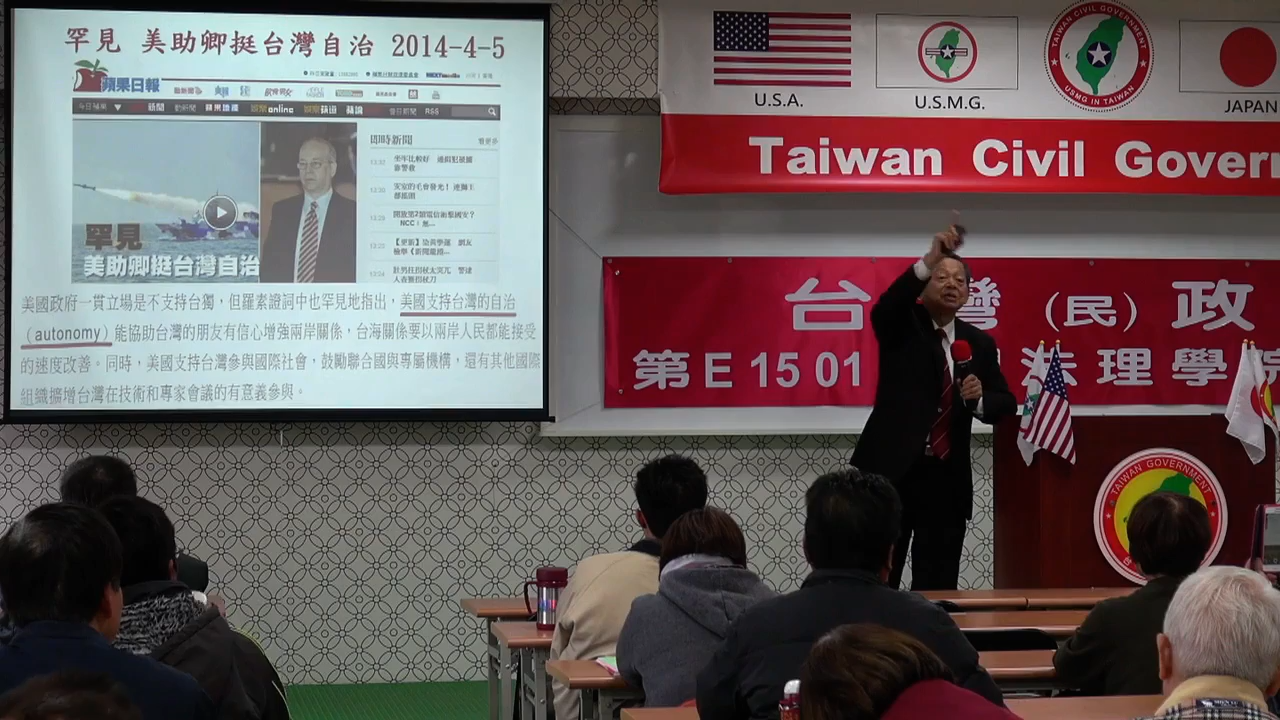 罕見 美助卿挺台灣自治 2014-4-5
蘋果日報
新聞
online
RSS
罕見
美助卿挺台灣自治
即時新聞
看更多
美國政府一貫立場是不支持台獨，但羅素證詞中也罕見地指出，美國支持台灣的自治
（autonomy）能協助台灣的朋友有信心增強兩岸關係，台海關係要以兩岸人民都能接受
的速度改善。同時，美國支持台灣參與國際社會，鼓勵聯合國與專屬機構，還有其他國際
組織擴增台灣在技術和專家會議的有意義參與。
U.S.A.
U.S.M.G.
TAIWAN CIVIL GOVERNMENT
USMG IN TAIWAN
JAPAN
Taiwan Civil Govern
台 灣 （民） 政
第 E 15 01 法 理 學 院
TAIWAN GOVERNMENT